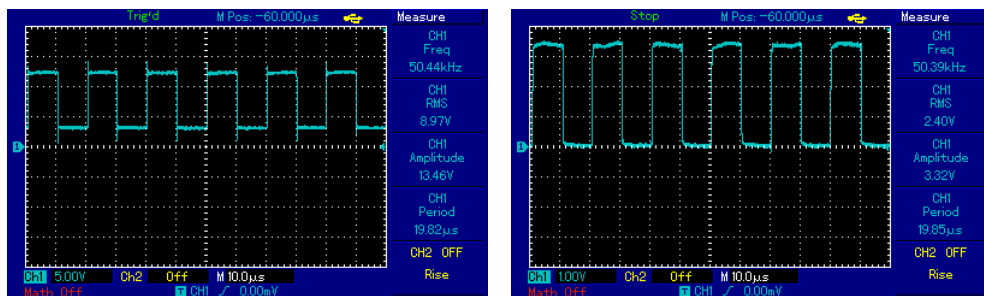 Trig'd M Pos: -60.000µs Measure
CH1
Freq
50.44kHz
CH1
RMS
8.97V
CH1
Amplitude
13.46V
CH1
Period
19.82µs
CH2 OFF
Rise
1
Ch1 5.00V Ch2 Off M 10.0µs
Math Off T CH1 0.00mV
Stop M Pos: -60.000µs Measure
CH1
Freq
50.39kHz
CH1
RMS
2.40V
CH1
Amplitude
3.32V
CH1
Period
19.85µs
CH2 OFF
Rise
1
Ch1 1.00V Ch2 Off M 10.0µs
Math Off T CH1 0.00mV